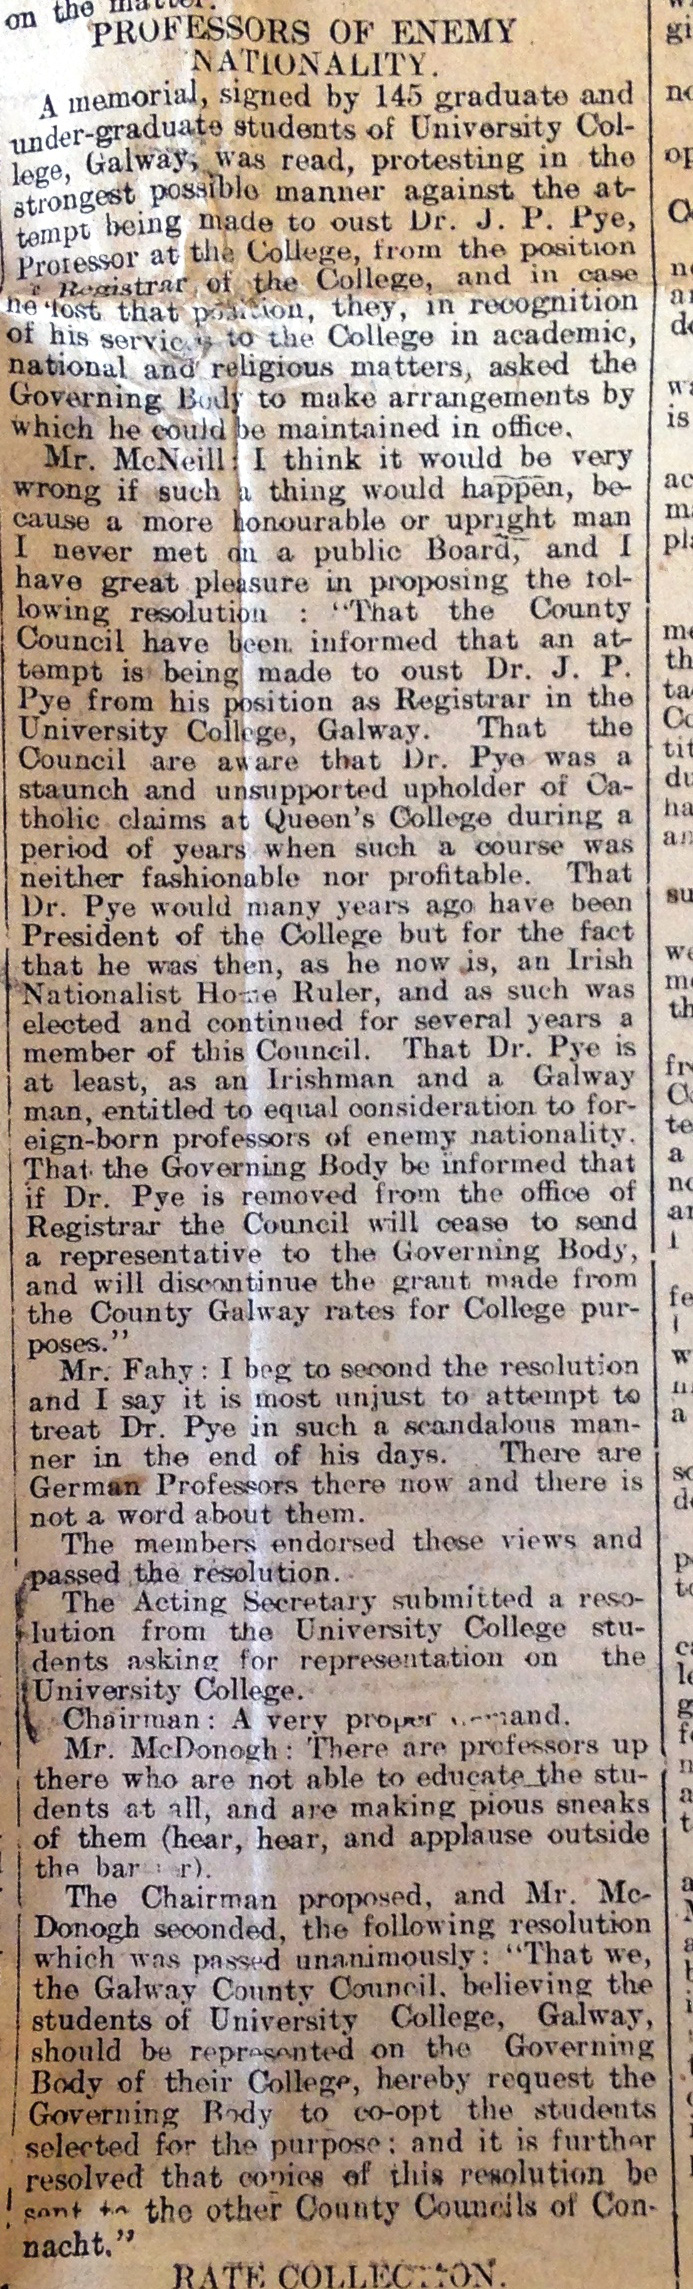 on the matter.
PROFESSORS OF ENEMY
NATIONALITY.
A memorial, signed by 145 graduate and
under-graduate students of University Col-
lege, Galway, was read, protesting in the
strongest possible manner against the at-
tempt being made to oust Dr. J. P. Pye,
Professor at the College, from the position
Registrar of the College, and in case
he lost that position, they, in recognition
of his services to the College in academic,
national and religious matters, asked the
Governing Body to make arrangements by
which he could be maintained in office.
Mr. McNeill: I think it would be very
wrong if such a thing would happen, be-
cause a more honourable or upright man
I never met on a public Board, and I
have great pleasure in proposing the fol-
lowing resolution : "That the County
Council have been informed that an at-
tempt is being made to oust Dr. J. P.
Pye from his position as Registrar in the
University College, Galway. That the
Council are aware that Dr. Pye was a
staunch and unsupported upholder of Ca-
tholic claims at Queen's College during a
period of years when such a course was
neither fashionable nor profitable. That
Dr. Pye would many years ago have been
President of the College but for the fact
that he was then, as he now is, an Irish
Nationalist Home Ruler, and as such was
elected and continued for several years a
member of this Council. That Dr. Pye is
at least, as an Irishman and a Galway
man, entitled to equal consideration to for-
eign-born professors of enemy nationality.
That the Governing Body be informed that
if Dr. Pye is removed from the office of
Registrar the Council will cease to send
a representative to the Governing Body,
and will discontinue the grant made from
the County Galway rates for College pur-
poses."
Mr. Fahy: I beg to second the resolution
and I say it is most unjust to attempt to
treat Dr. Pye in such a scandalous man-
ner in the end of his days. There are
German Professors there now and there is
not a word about them.
The members endorsed these views and
passed the resolution.
The Acting Secretary submitted a reso-
lution from the University College stu-
dents asking for representation on the
University College.
Chairman: A very proper demand.
Mr. McDonogh: There are professors up
there who are not able to educate the stu-
dents at all, and are making pious sneaks
of them (hear, hear, and applause outside
the
The Chairman proposed, and Mr. Mc-
Donogh seconded, the following resolution
which was passed unanimously: "That we,
the Galway County Council, believing the
students of University College, Galway,
should be represented on the Governing
Body of their College, hereby request the
Governing Body to co-opt the students
selected for the purpose; and it is further
resolved that copies of this resolution be
sent to the other County Councils of Con-
nacht."
RATE COLLECTION.